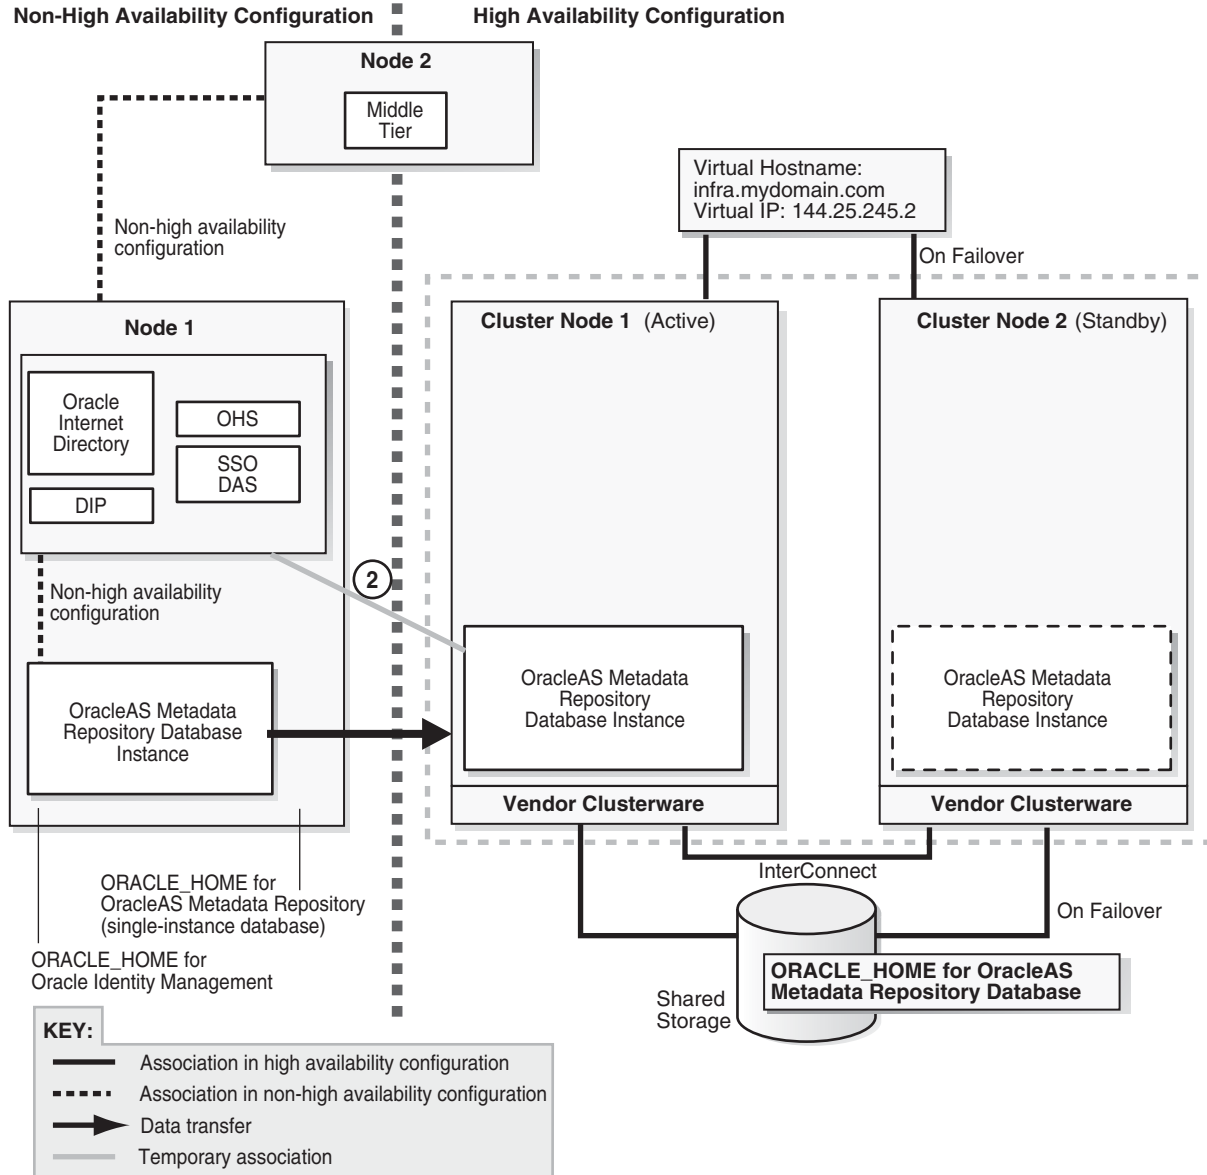 Non-High Availability Configuration
High Availability Configuration
Node 2
Middle
Tier
Virtual Hostname:
infra.mydomain.com
Virtual IP: 144.25.245.2
Non-high availability
configuration
On Failover
Node 1
Cluster Node 1 (Active)
Cluster Node 2 (Standby)
Oracle
Internet
Directory
OHS
SSO
DAS
DIP
2
Non-high availability
configuration
OracleAS Metadata
Repository Database
Instance
OracleAS Metadata
Repository
Database Instance
OracleAS Metadata
Repository
Database Instance
Vendor Clusterware
Vendor Clusterware
InterConnect
ORACLE_HOME for
OracleAS Metadata Repository
(single-instance database)
On Failover
ORACLE_HOME for
Oracle Identity Management
ORACLE_HOME for OracleAS
Metadata Repository Database
Shared
Storage
KEY:
Association in high availability configuration
Association in non-high availability configuration
Data transfer
Temporary association